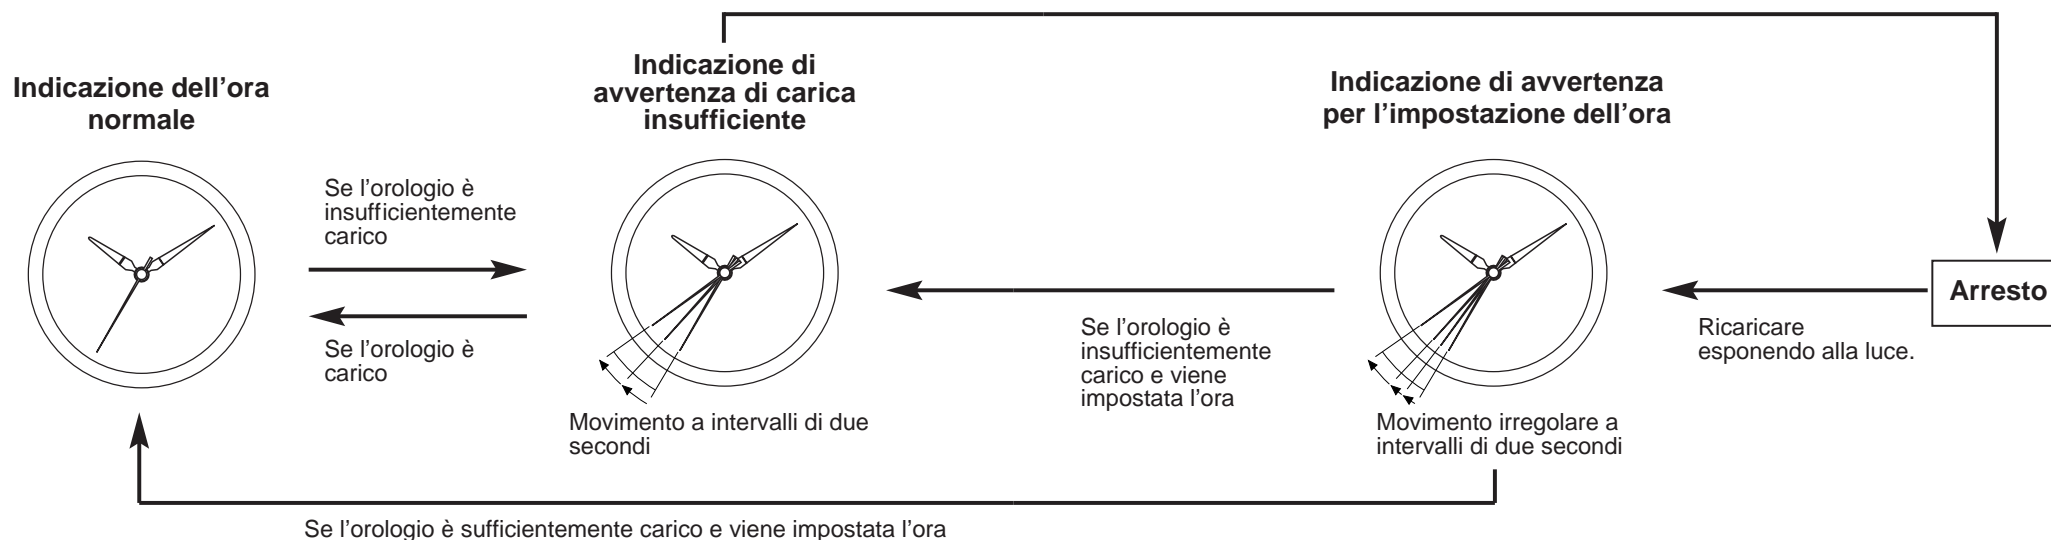 Indicazione dell’ora
normale
Se l’orologio è
insufficientemente
carico
Se l’orologio è
carico
Indicazione di
avvertenza di carica
insufficiente
Movimento a intervalli di due
secondi
Se l’orologio è
insufficientemente
carico e viene
impostata l’ora
Indicazione di avvertenza
per l’impostazione dell’ora
Movimento irregolare a
intervalli di due secondi
Ricaricare
esponendo alla luce.
Arresto
Se l’orologio è sufficientemente carico e viene impostata l’ora